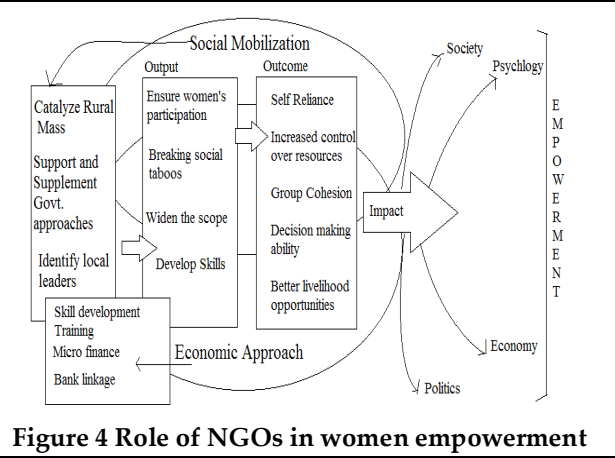 Social Mobilization
Society
Psychlogy
Catalyze Rural
Mass
Support and
Supplement
Govt.
approaches
Identify local
leaders
Output
Ensure women's
participation
Breaking social
taboos
Widen the scope
Develop Skills
Outcome
Self Reliance
Increased control
over resources
Group Cohesion
Decision making
ability
Better livelihood
opportunities
Impact
E
M
P
O
W
E
R
M
E
N
T
Skill development
Training
Micro finance
Bank linkage
Economic Approach
Economy
Politics
Figure 4 Role of NGOs in women empowerment